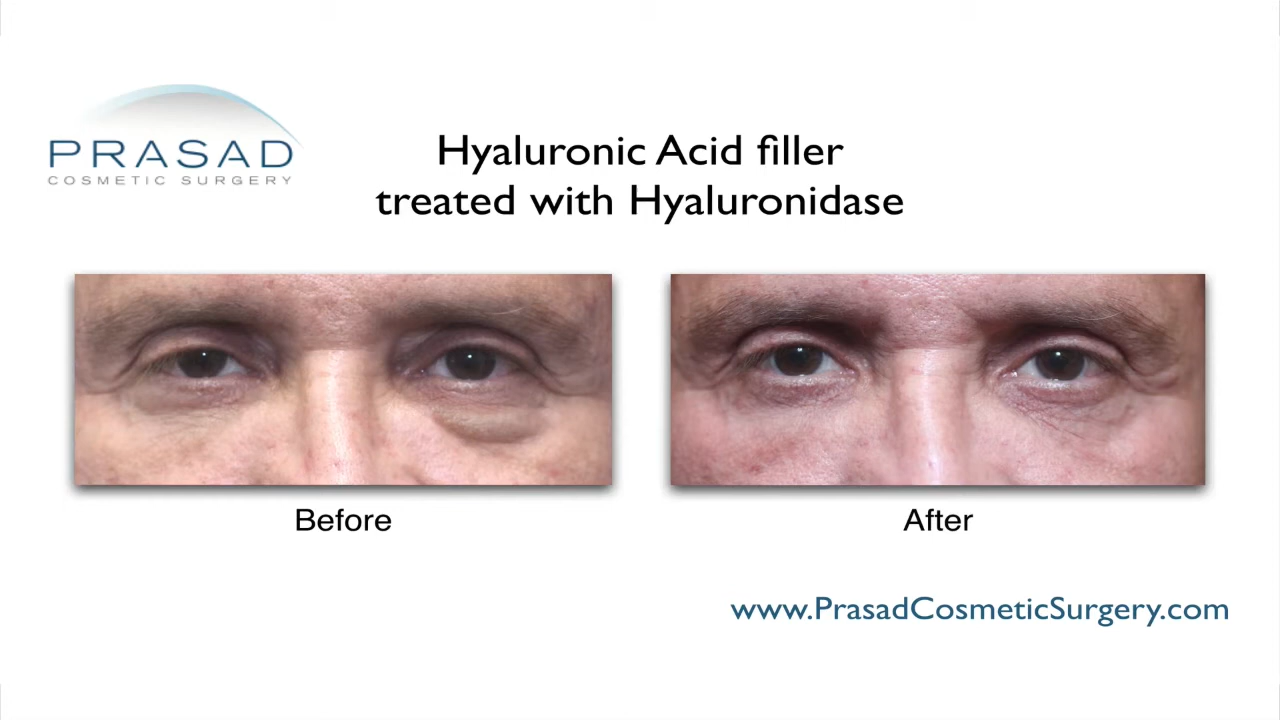 PRASAD
COSMETIC SURGERY
Hyaluronic Acid filler
treated with Hyaluronidase
Before
After
www.PrasadCosmeticSurgery.com